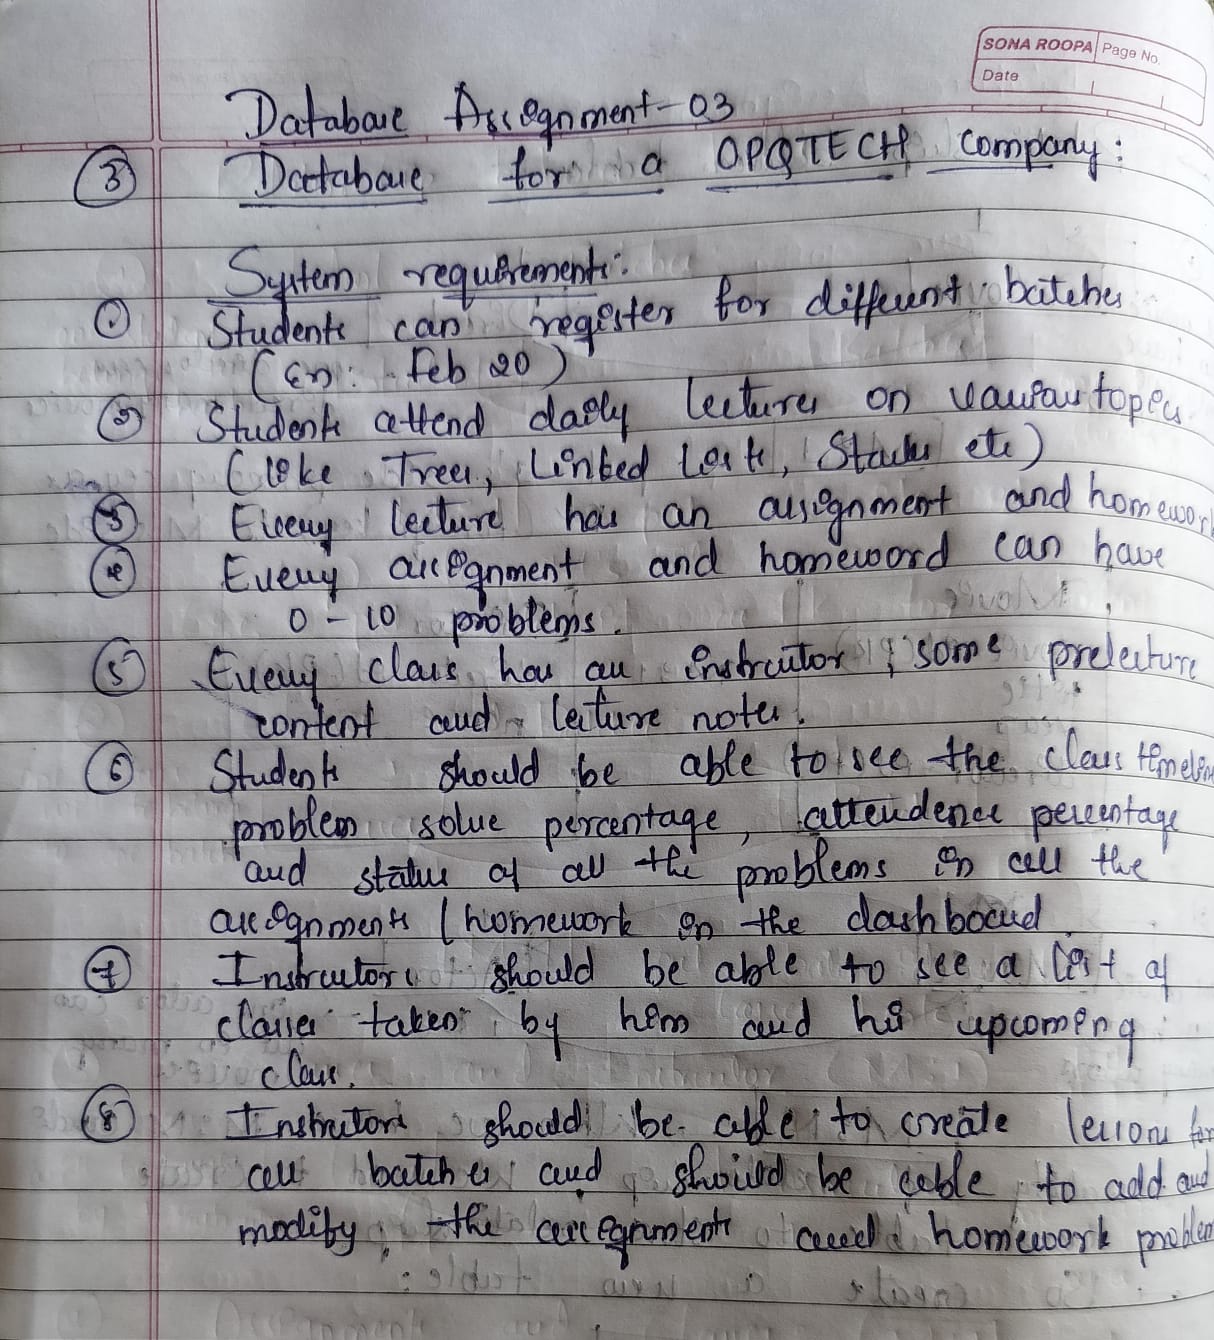 SONA ROOPA Page No.
Date
Database Assignment-03
③ Database for a OPQTECH company:
System requirements:
① Students can register for different batches
(En: Feb 20)
② Students attend daily lectures on various topics
(like Trees, Linked Lists, Stacks etc)
③ Every lecture has an assignment and homework
④ Every assignment and homeword can have
0 - 10 problems.
⑤ Every class has an instructor, some prelecture
content and lecture notes.
⑥ Students should be able to see the class timeline
problem solve percentage, attendence percentage
and status of all the problems in all the
assignments (homework on the dashboard
⑦ Instructors should be able to see a list of
classes taken by him and his upcoming
class.
⑧ Instructors should be able to create lessons for
all batches and should be able to add and
modify the assignments and homework problem